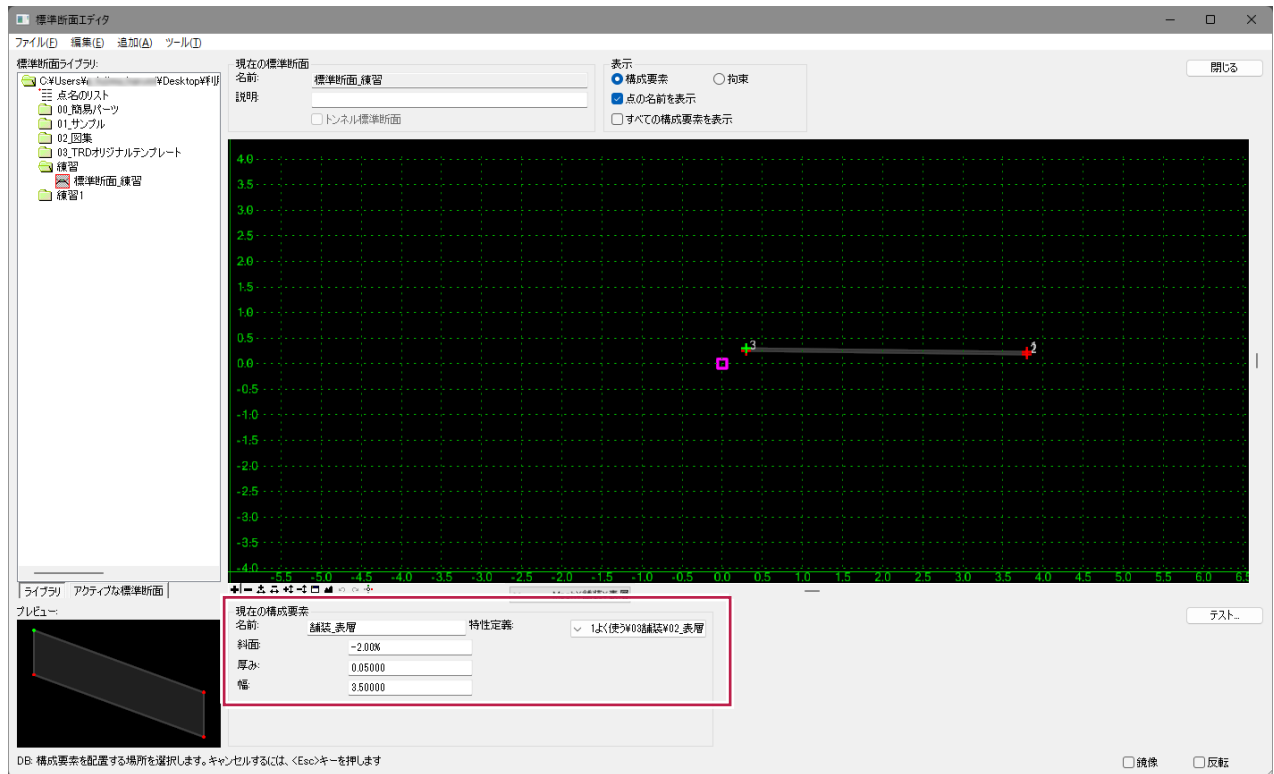 標準断面エディタ
ファイル(F) 編集(E) 追加(A) ツール(T)
標準断面ライブラリ:
C:¥Users¥ ¥Desktop¥利
点名のリスト
00_簡易パーツ
01_サンプル
02_図集
03_TRDオリジナルテンプレート
練習
標準断面_練習
練習1
現在の標準断面
名前: 標準断面_練習
説明:
トンネル標準断面
表示
構成要素 拘束
点の名前を表示
すべての構成要素を表示
閉じる
4.0
3.5
3.0
2.5
2.0
1.5
1.0
0.5
0.0
-0.5
-1.0
-1.5
-2.0
-2.5
-3.0
-3.5
-4.0
3
2
-5.5 -5.0 -4.5 -4.0 -3.5 -3.0 -2.5 -2.0 -1.5 -1.0 -0.5 0.0 0.5 1.0 1.5 2.0 2.5 3.0 3.5 4.0 4.5 5.0 5.5 6.0 6.5
ライブラリ アクティブな標準断面
プレビュー:
現在の構成要素
名前: 舗装_表層 特性定義: 1よく使う¥03舗装¥02_表層
斜面: -2.00%
厚み: 0.05000
幅: 3.50000
テスト...
DB: 構成要素を配置する場所を選択します。キャンセルするには、<Esc>キーを押します
鏡像 反転